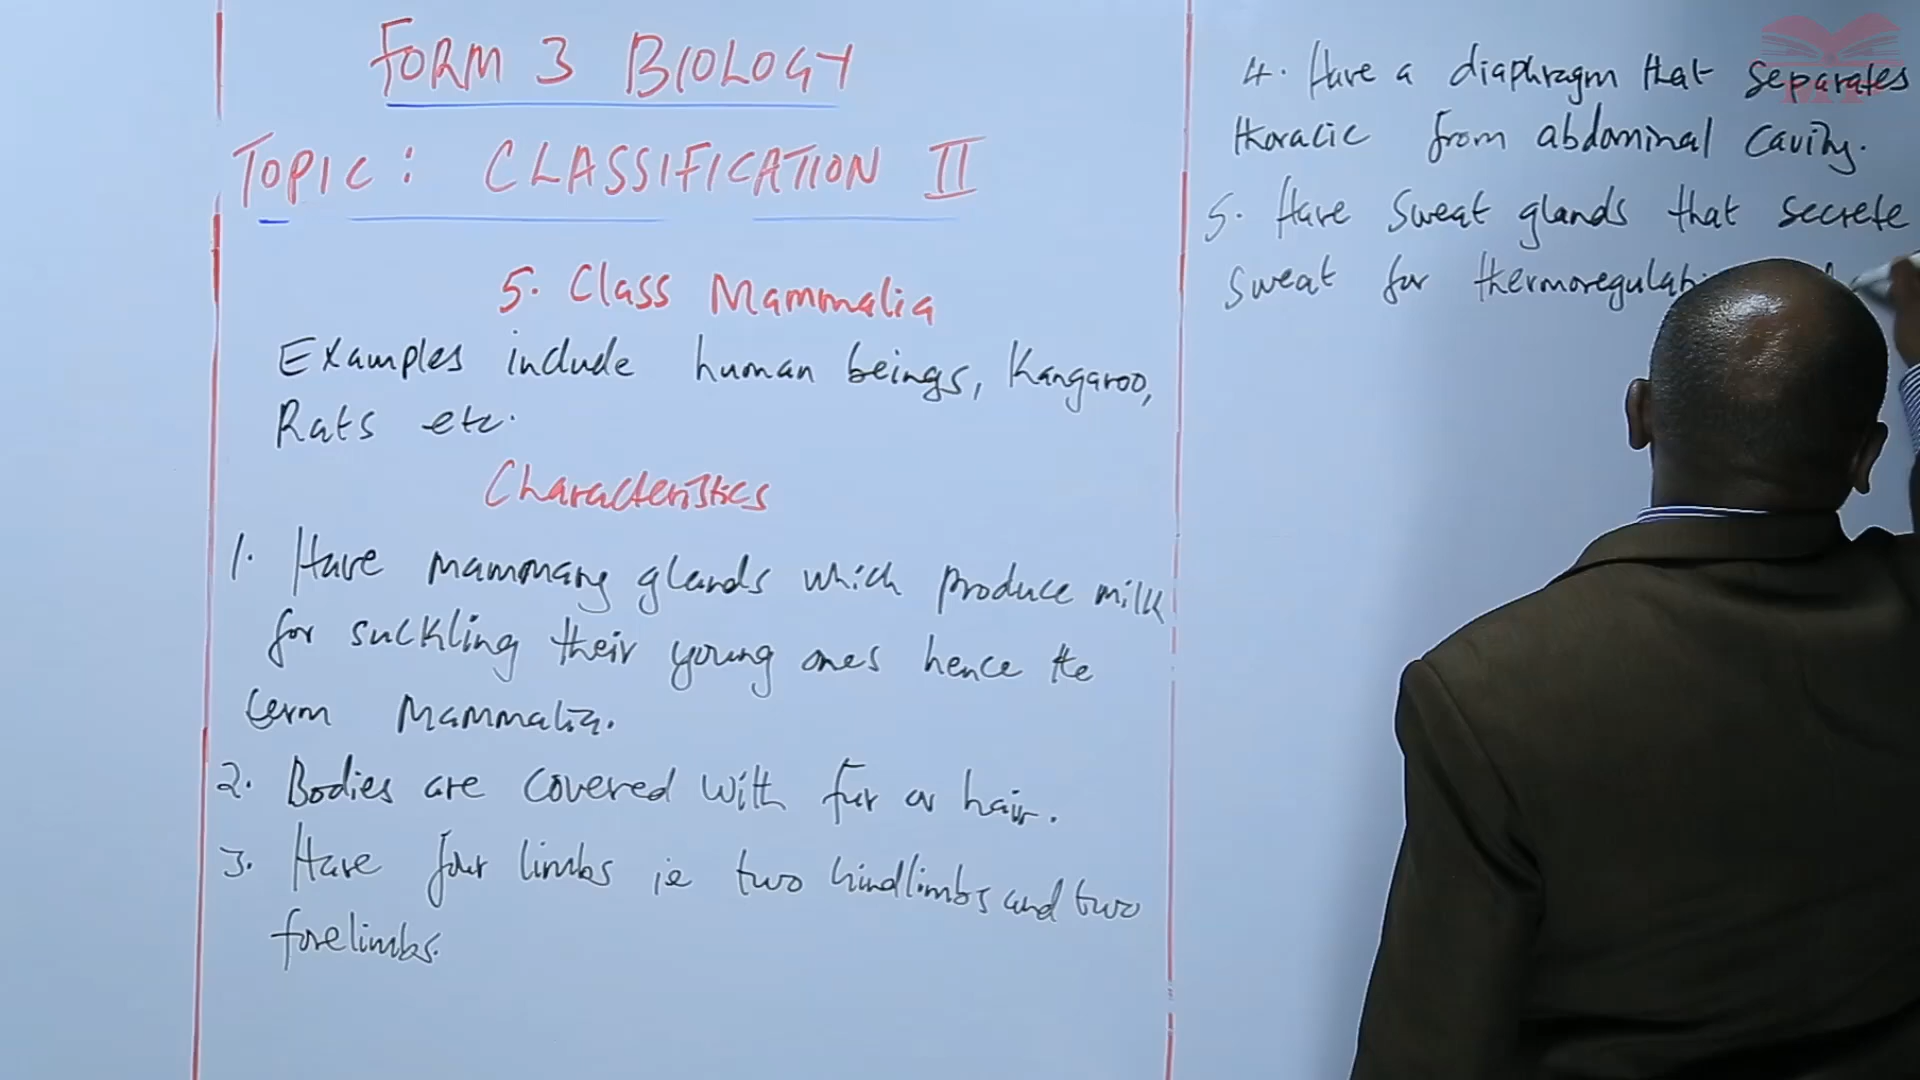 FORM 3 BIOLOGY
TOPIC: CLASSIFICATION II
5. Class Mammalia
Examples include human beings, Kangaroo,
Rats etc.
Characteristics
1. Have mammary glands which produce milk
for suckling their young ones hence the
term Mammalia.
2. Bodies are covered with fur or hair.
3. Have four limbs ie two hindlimbs and two
forelimbs.
4. Have a diaphragm that separates
thoracic from abdominal cavity.
5. Have sweat glands that secrete
sweat for